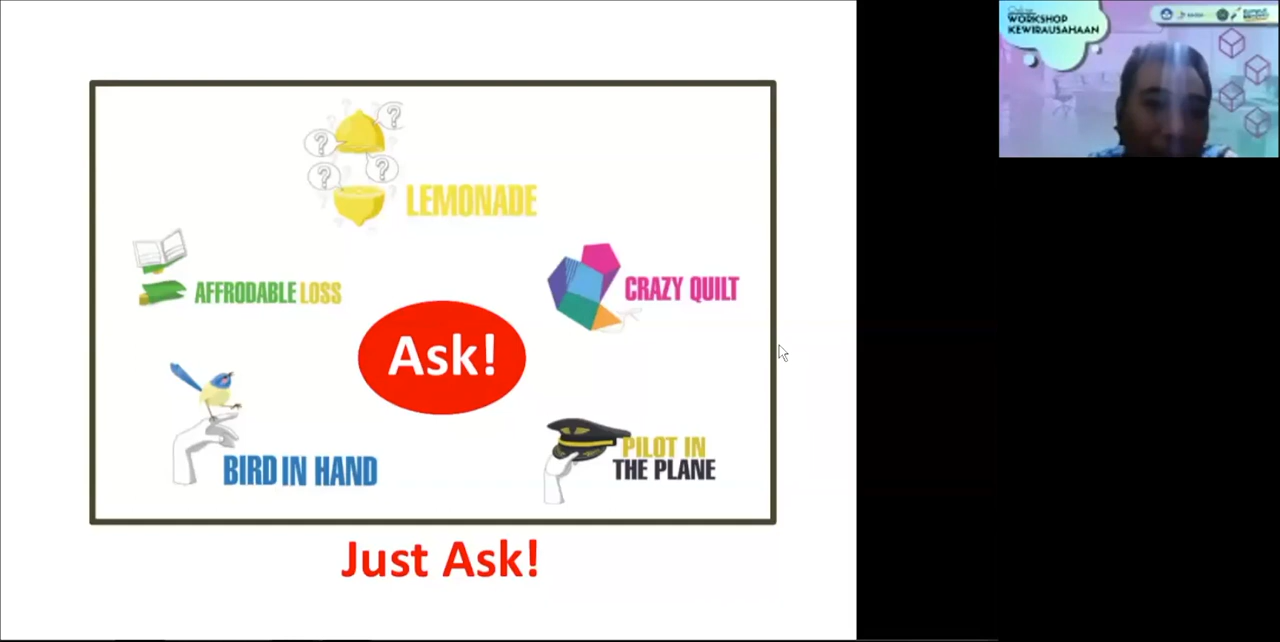 LEMONADE
AFFRODABLE LOSS
CRAZY QUILT
Ask!
BIRD IN HAND
PILOT IN
THE PLANE
Just Ask!
WORKSHOP
KEWIRAUSAHAAN